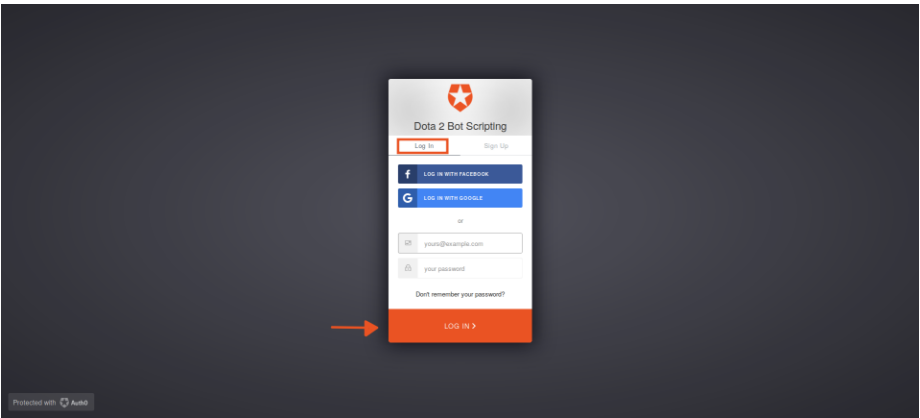 Dota 2 Bot Scripting
Log In
Sign Up
f
LOG IN WITH FACEBOOK
G
LOG IN WITH GOOGLE
or
yours@example.com
your password
Don't remember your password?
LOG IN >
Protected with Auth0